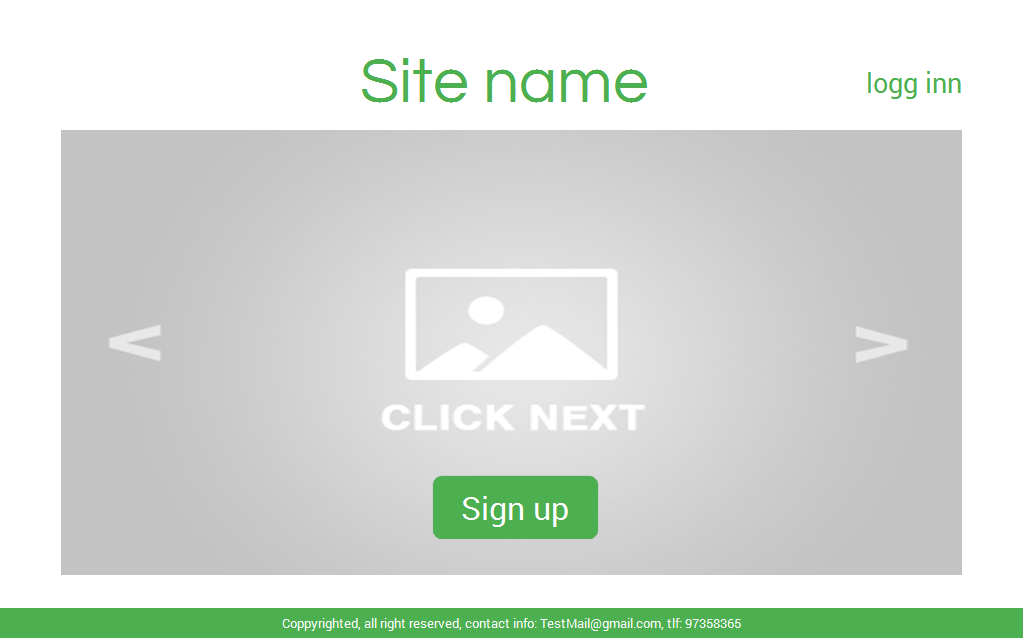 Site name
logg inn
< >
CLICK NEXT
Sign up
Coppyrighted, all right reserved, contact info: TestMail@gmail.com, tlf: 97358365